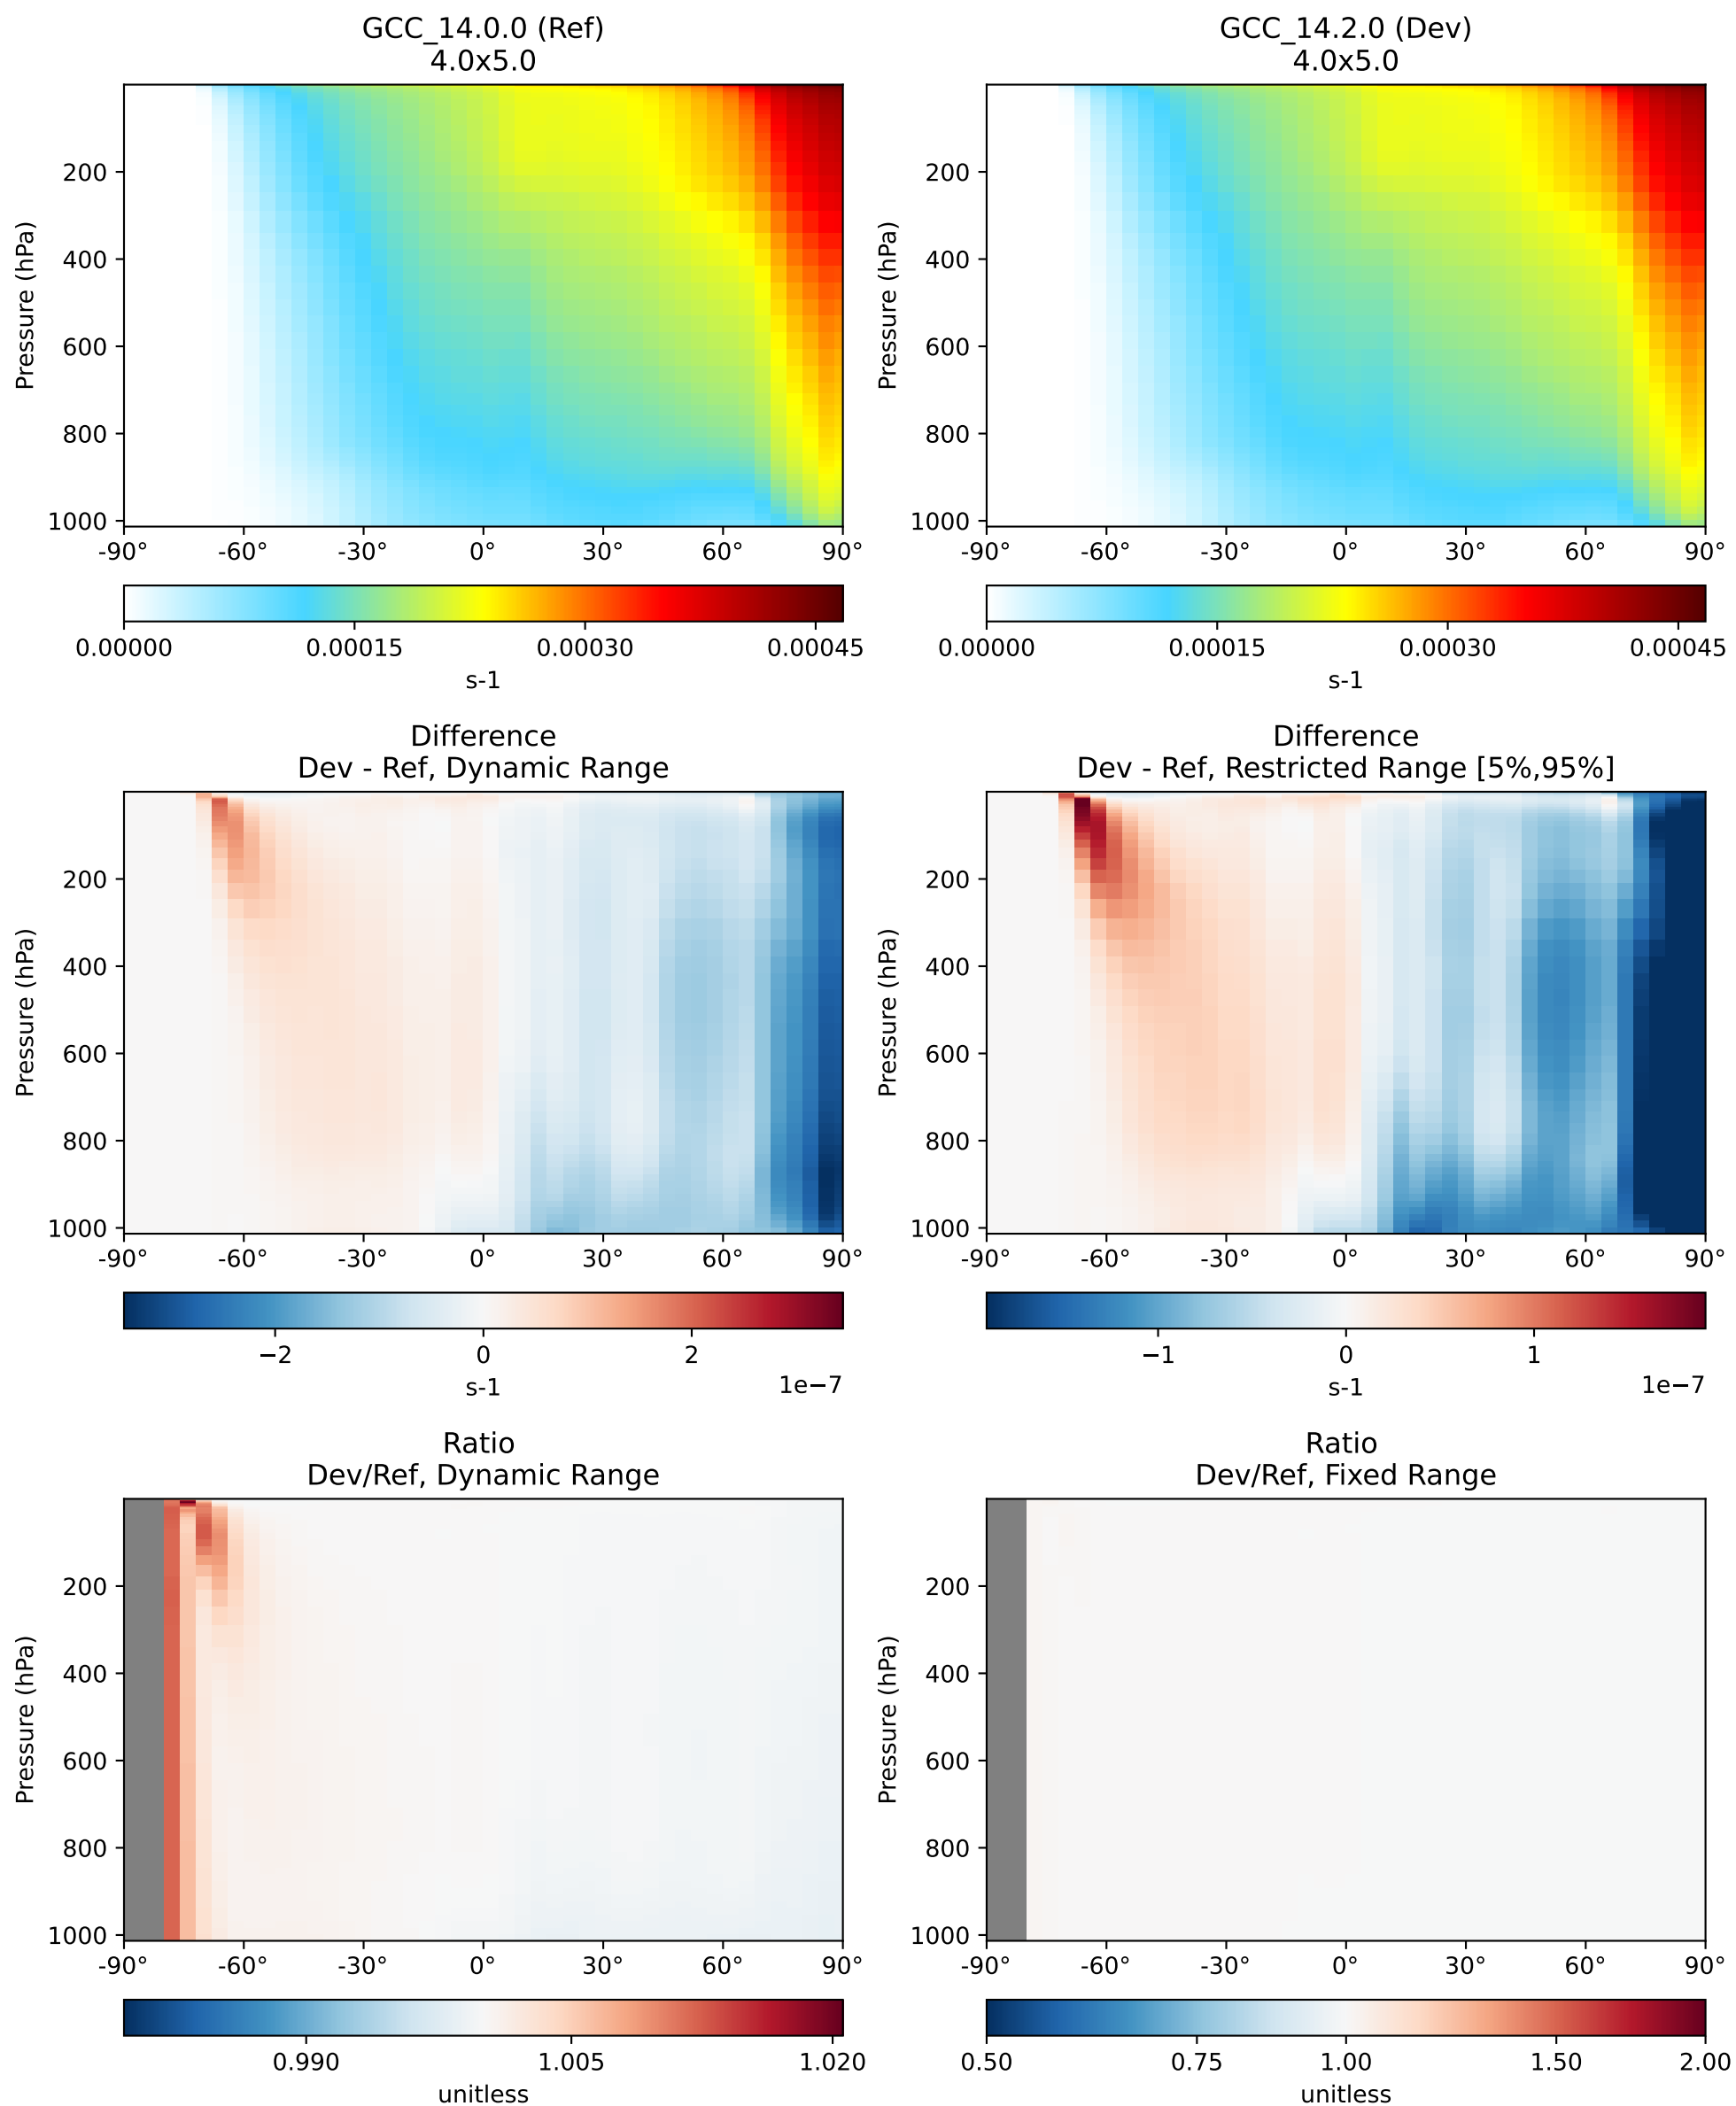 GCC_14.0.0 (Ref)
4.0x5.0
Pressure (hPa)
200
400
600
800
1000
-90° -60° -30° 0° 30° 60° 90°
0.00000 0.00015 0.00030 0.00045
s-1
GCC_14.2.0 (Dev)
4.0x5.0
Pressure (hPa)
200
400
600
800
1000
-90° -60° -30° 0° 30° 60° 90°
0.00000 0.00015 0.00030 0.00045
s-1
Difference
Dev - Ref, Dynamic Range
Pressure (hPa)
200
400
600
800
1000
-90° -60° -30° 0° 30° 60° 90°
−2 0 2
s-1 1e−7
Difference
Dev - Ref, Restricted Range [5%,95%]
Pressure (hPa)
200
400
600
800
1000
-90° -60° -30° 0° 30° 60° 90°
−1 0 1
s-1 1e−7
Ratio
Dev/Ref, Dynamic Range
Pressure (hPa)
200
400
600
800
1000
-90° -60° -30° 0° 30° 60° 90°
0.990 1.005 1.020
unitless
Ratio
Dev/Ref, Fixed Range
Pressure (hPa)
200
400
600
800
1000
-90° -60° -30° 0° 30° 60° 90°
0.50 0.75 1.00 1.50 2.00
unitless